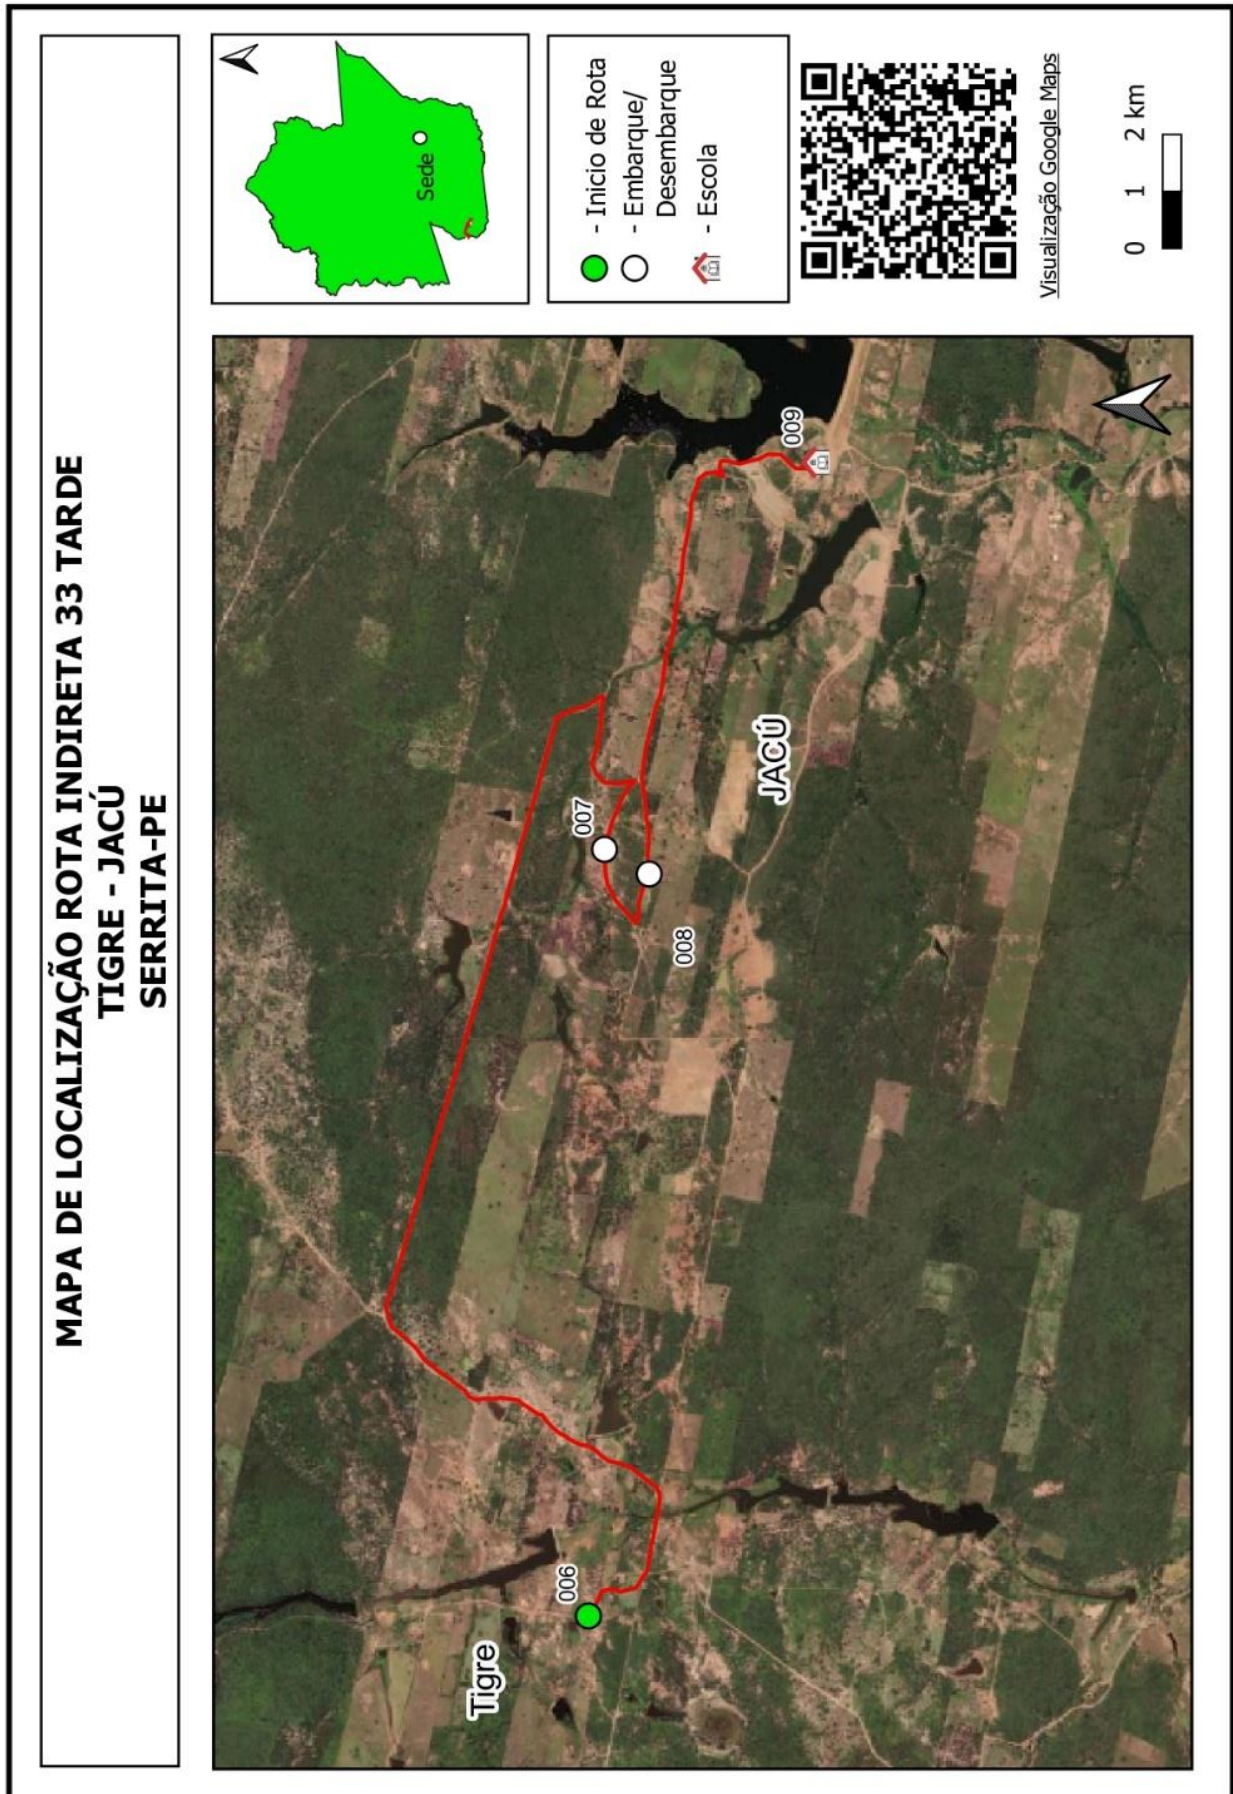 MAPA DE LOCALIZAÇÃO ROTA INDIRETA 33 TARDE
TIGRE - JACÚ
SERRITA-PE
Tigre
006
007
008
JACÚ
009
Sede
- Inicio de Rota
- Embarque/
Desembarque
- Escola
Visualização Google Maps
0 1 2 km